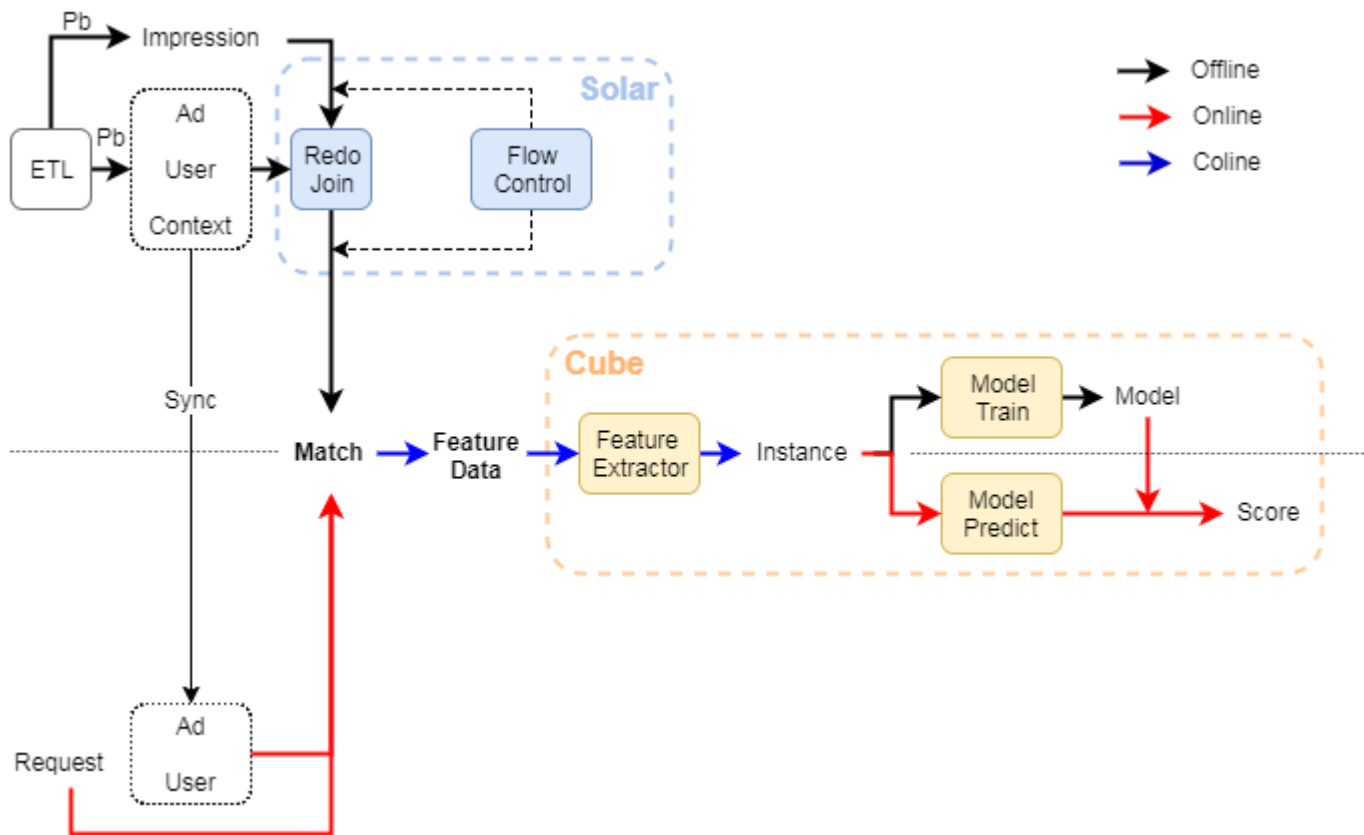 Pb
Impression
Offline
Solar
Online
Ad
User
Context
Pb
ETL
Redo
Join
Flow
Control
Coline
Sync
Cube
Model
Train
Model
Match
Feature
Data
Feature
Extractor
Instance
Model
Predict
Score
Ad
User
Request